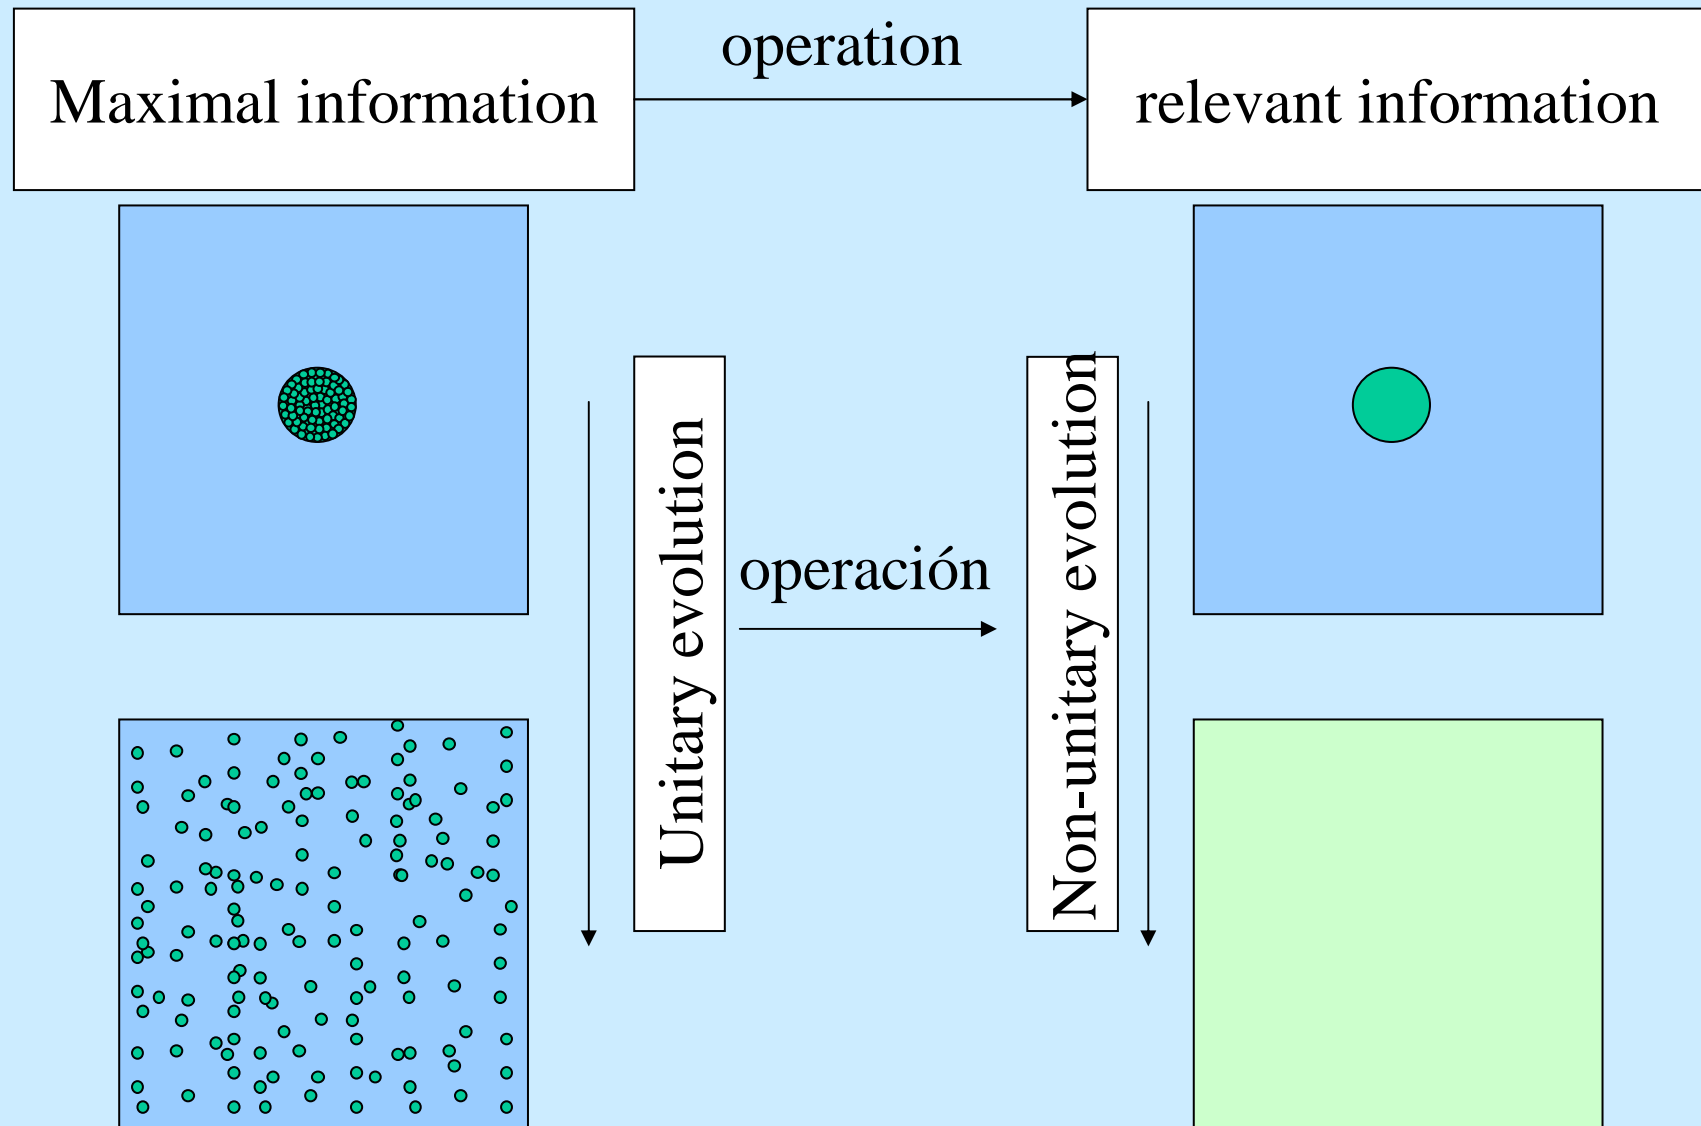 operation
Maximal information
relevant information
Unitary evolution
operación
Non-unitary evolution